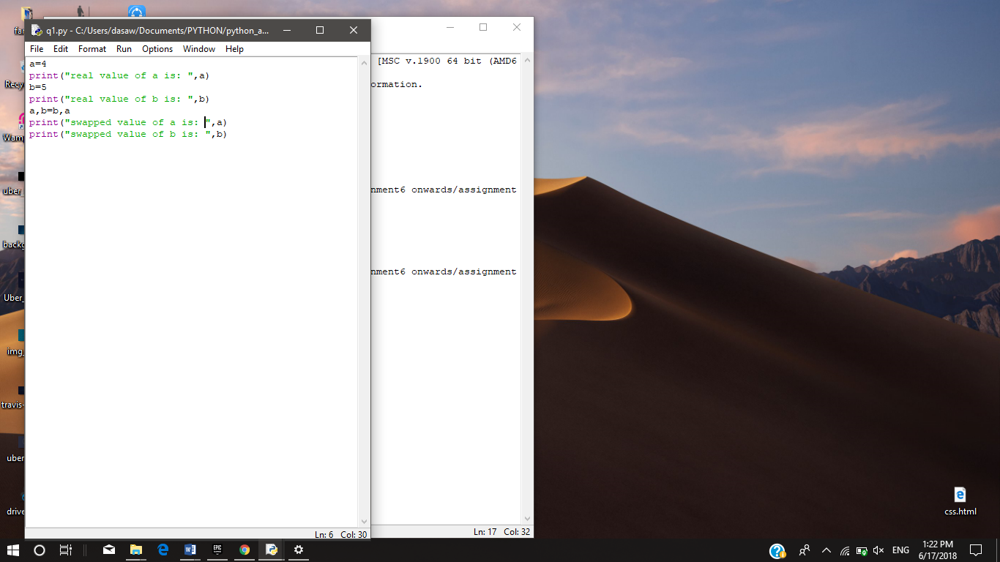 q1.py - C:/Users/dasaw/Documents/PYTHON/python_a...
File Edit Format Run Options Window Help
a=4
print("real value of a is: ",a)
b=5
print("real value of b is: ",b)
a,b=b,a
print("swapped value of a is: ",a)
print("swapped value of b is: ",b)
Ln: 6 Col: 30
[MSC v.1900 64 bit (AMD6
ormation.
nment6 onwards/assignment
nment6 onwards/assignment
Ln: 17 Col: 32
far
Recy
Wam
uber_
backg
Uber_
img_
travis-
uber
drive
css.html
EPIC
ENG
1:22 PM
6/17/2018